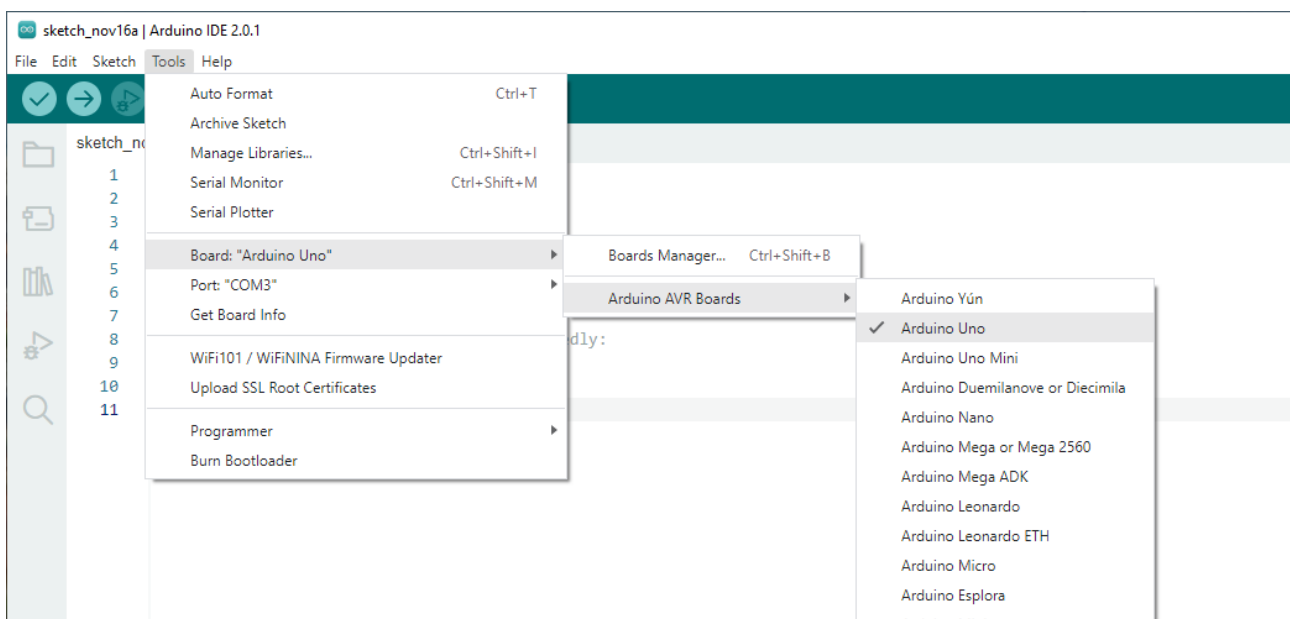 sketch_nov16a | Arduino IDE 2.0.1
File Edit Sketch Tools Help
Auto Format Ctrl+T
Archive Sketch
Manage Libraries... Ctrl+Shift+I
Serial Monitor Ctrl+Shift+M
Serial Plotter
Board: "Arduino Uno"
Port: "COM3"
Get Board Info
WiFi101 / WiFiNINA Firmware Updater
Upload SSL Root Certificates
Programmer
Burn Bootloader
Boards Manager... Ctrl+Shift+B
Arduino AVR Boards
Arduino Yún
Arduino Uno
Arduino Uno Mini
Arduino Duemilanove or Diecimila
Arduino Nano
Arduino Mega or Mega 2560
Arduino Mega ADK
Arduino Leonardo
Arduino Leonardo ETH
Arduino Micro
Arduino Esplora
sketch_no
1
2
3
4
5
6
7
8 dly:
9
10
11